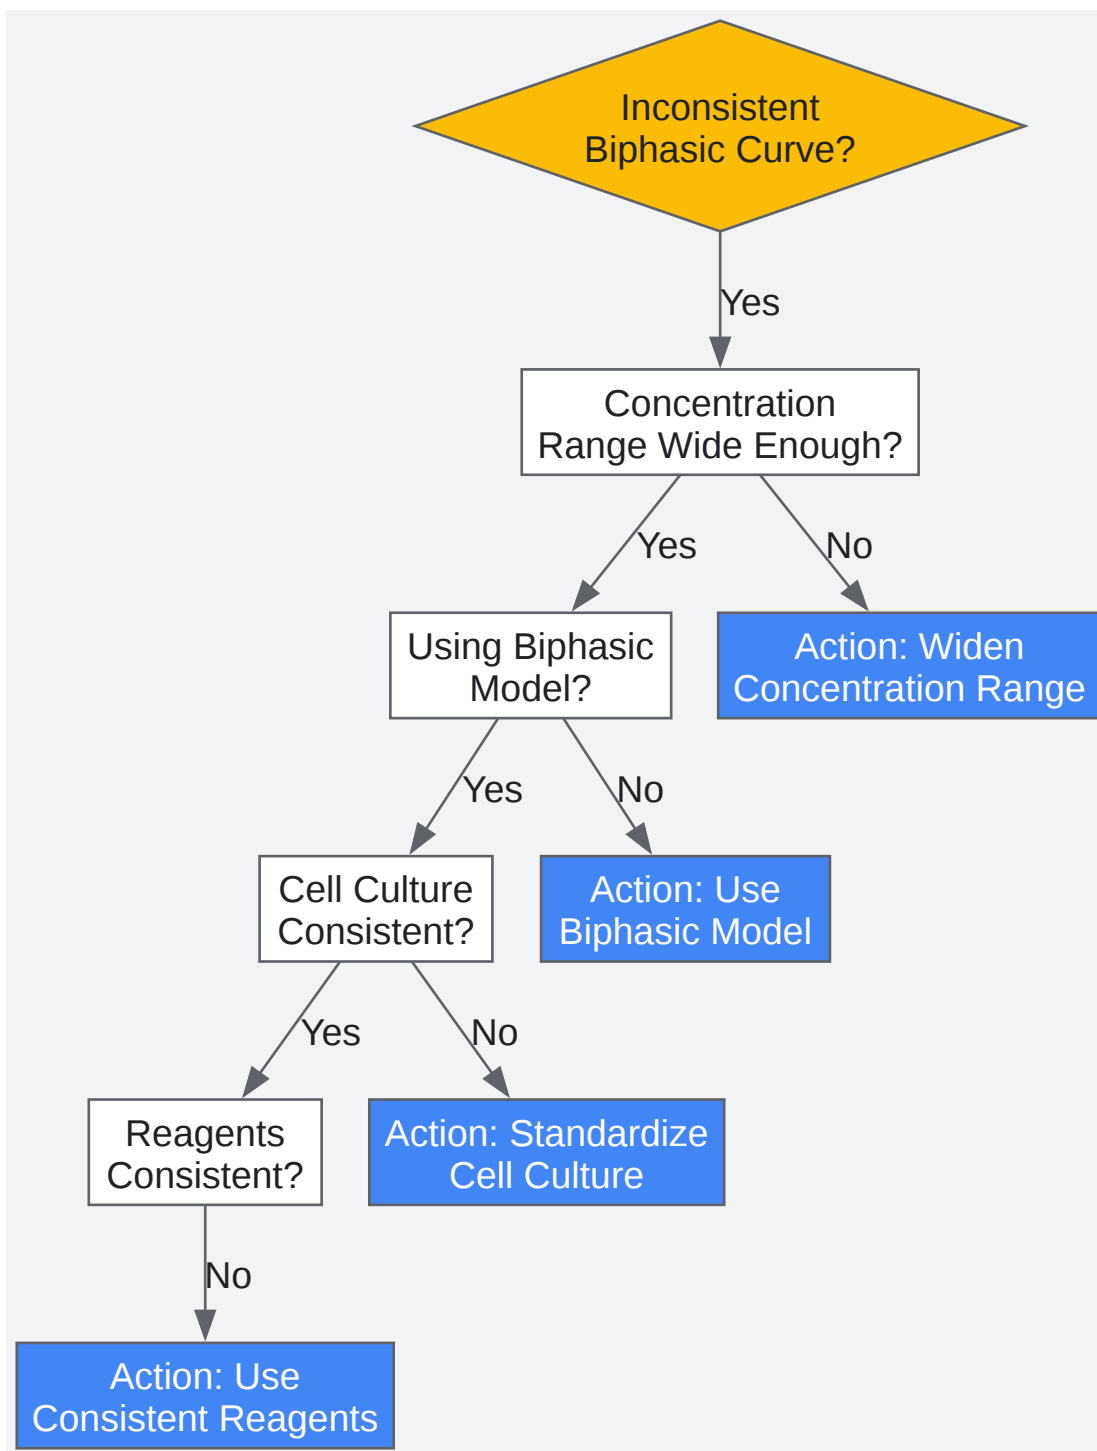 Inconsistent
Biphasic Curve?
Yes
Concentration
Range Wide Enough?
Yes
No
Using Biphasic
Model?
Action: Widen
Concentration Range
Yes
No
Cell Culture
Consistent?
Action: Use
Biphasic Model
Yes
No
Reagents
Consistent?
Action: Standardize
Cell Culture
No
Action: Use
Consistent Reagents